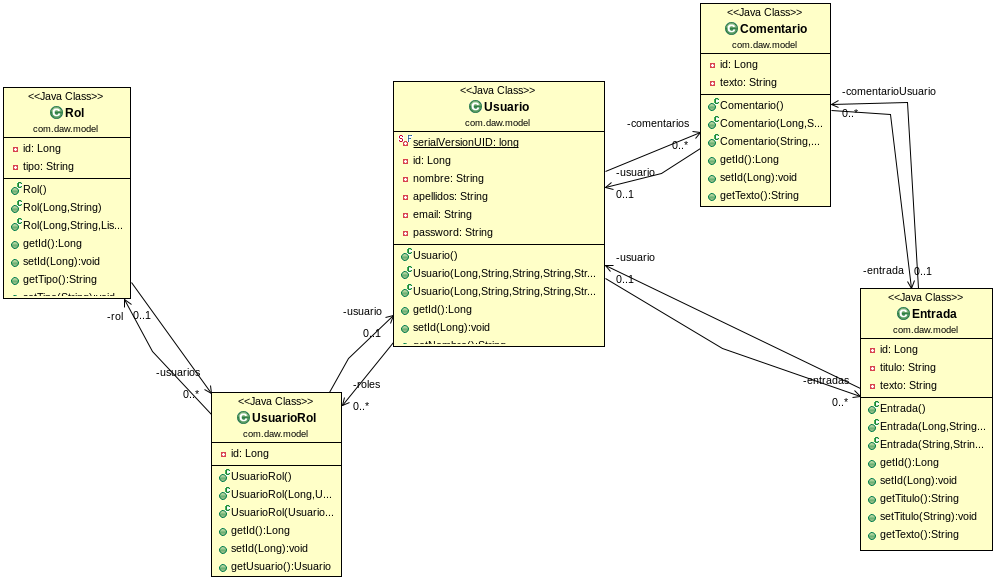 <<Java Class>>
Rol
com.daw.model
id: Long
tipo: String
Rol()
Rol(Long,String)
Rol(Long,String,Lis...
getId():Long
setId(Long):void
getTipo():String
setTipo(String):void
<<Java Class>>
Usuario
com.daw.model
serialVersionUID: long
id: Long
nombre: String
apellidos: String
email: String
password: String
Usuario()
Usuario(Long,String,String,String,Str...
Usuario(Long,String,String,String,Str...
getId():Long
setId(Long):void
getNombre():String
<<Java Class>>
Comentario
com.daw.model
id: Long
texto: String
Comentario()
Comentario(Long,S...
Comentario(String,...
getId():Long
setId(Long):void
getTexto():String
<<Java Class>>
UsuarioRol
com.daw.model
id: Long
UsuarioRol()
UsuarioRol(Long,U...
UsuarioRol(Usuario...
getId():Long
setId(Long):void
getUsuario():Usuario
<<Java Class>>
Entrada
com.daw.model
id: Long
titulo: String
texto: String
Entrada()
Entrada(Long,String...
Entrada(String,Strin...
getId():Long
setId(Long):void
getTitulo():String
setTitulo(String):void
getTexto():String
-comentarios
0..*
-usuario
0..1
-comentarioUsuario
0..*
-entrada
0..1
-usuario
0..1
-entradas
0..*
-usuario
0..1
-roles
0..*
-rol
0..1
-usuarios
0..*